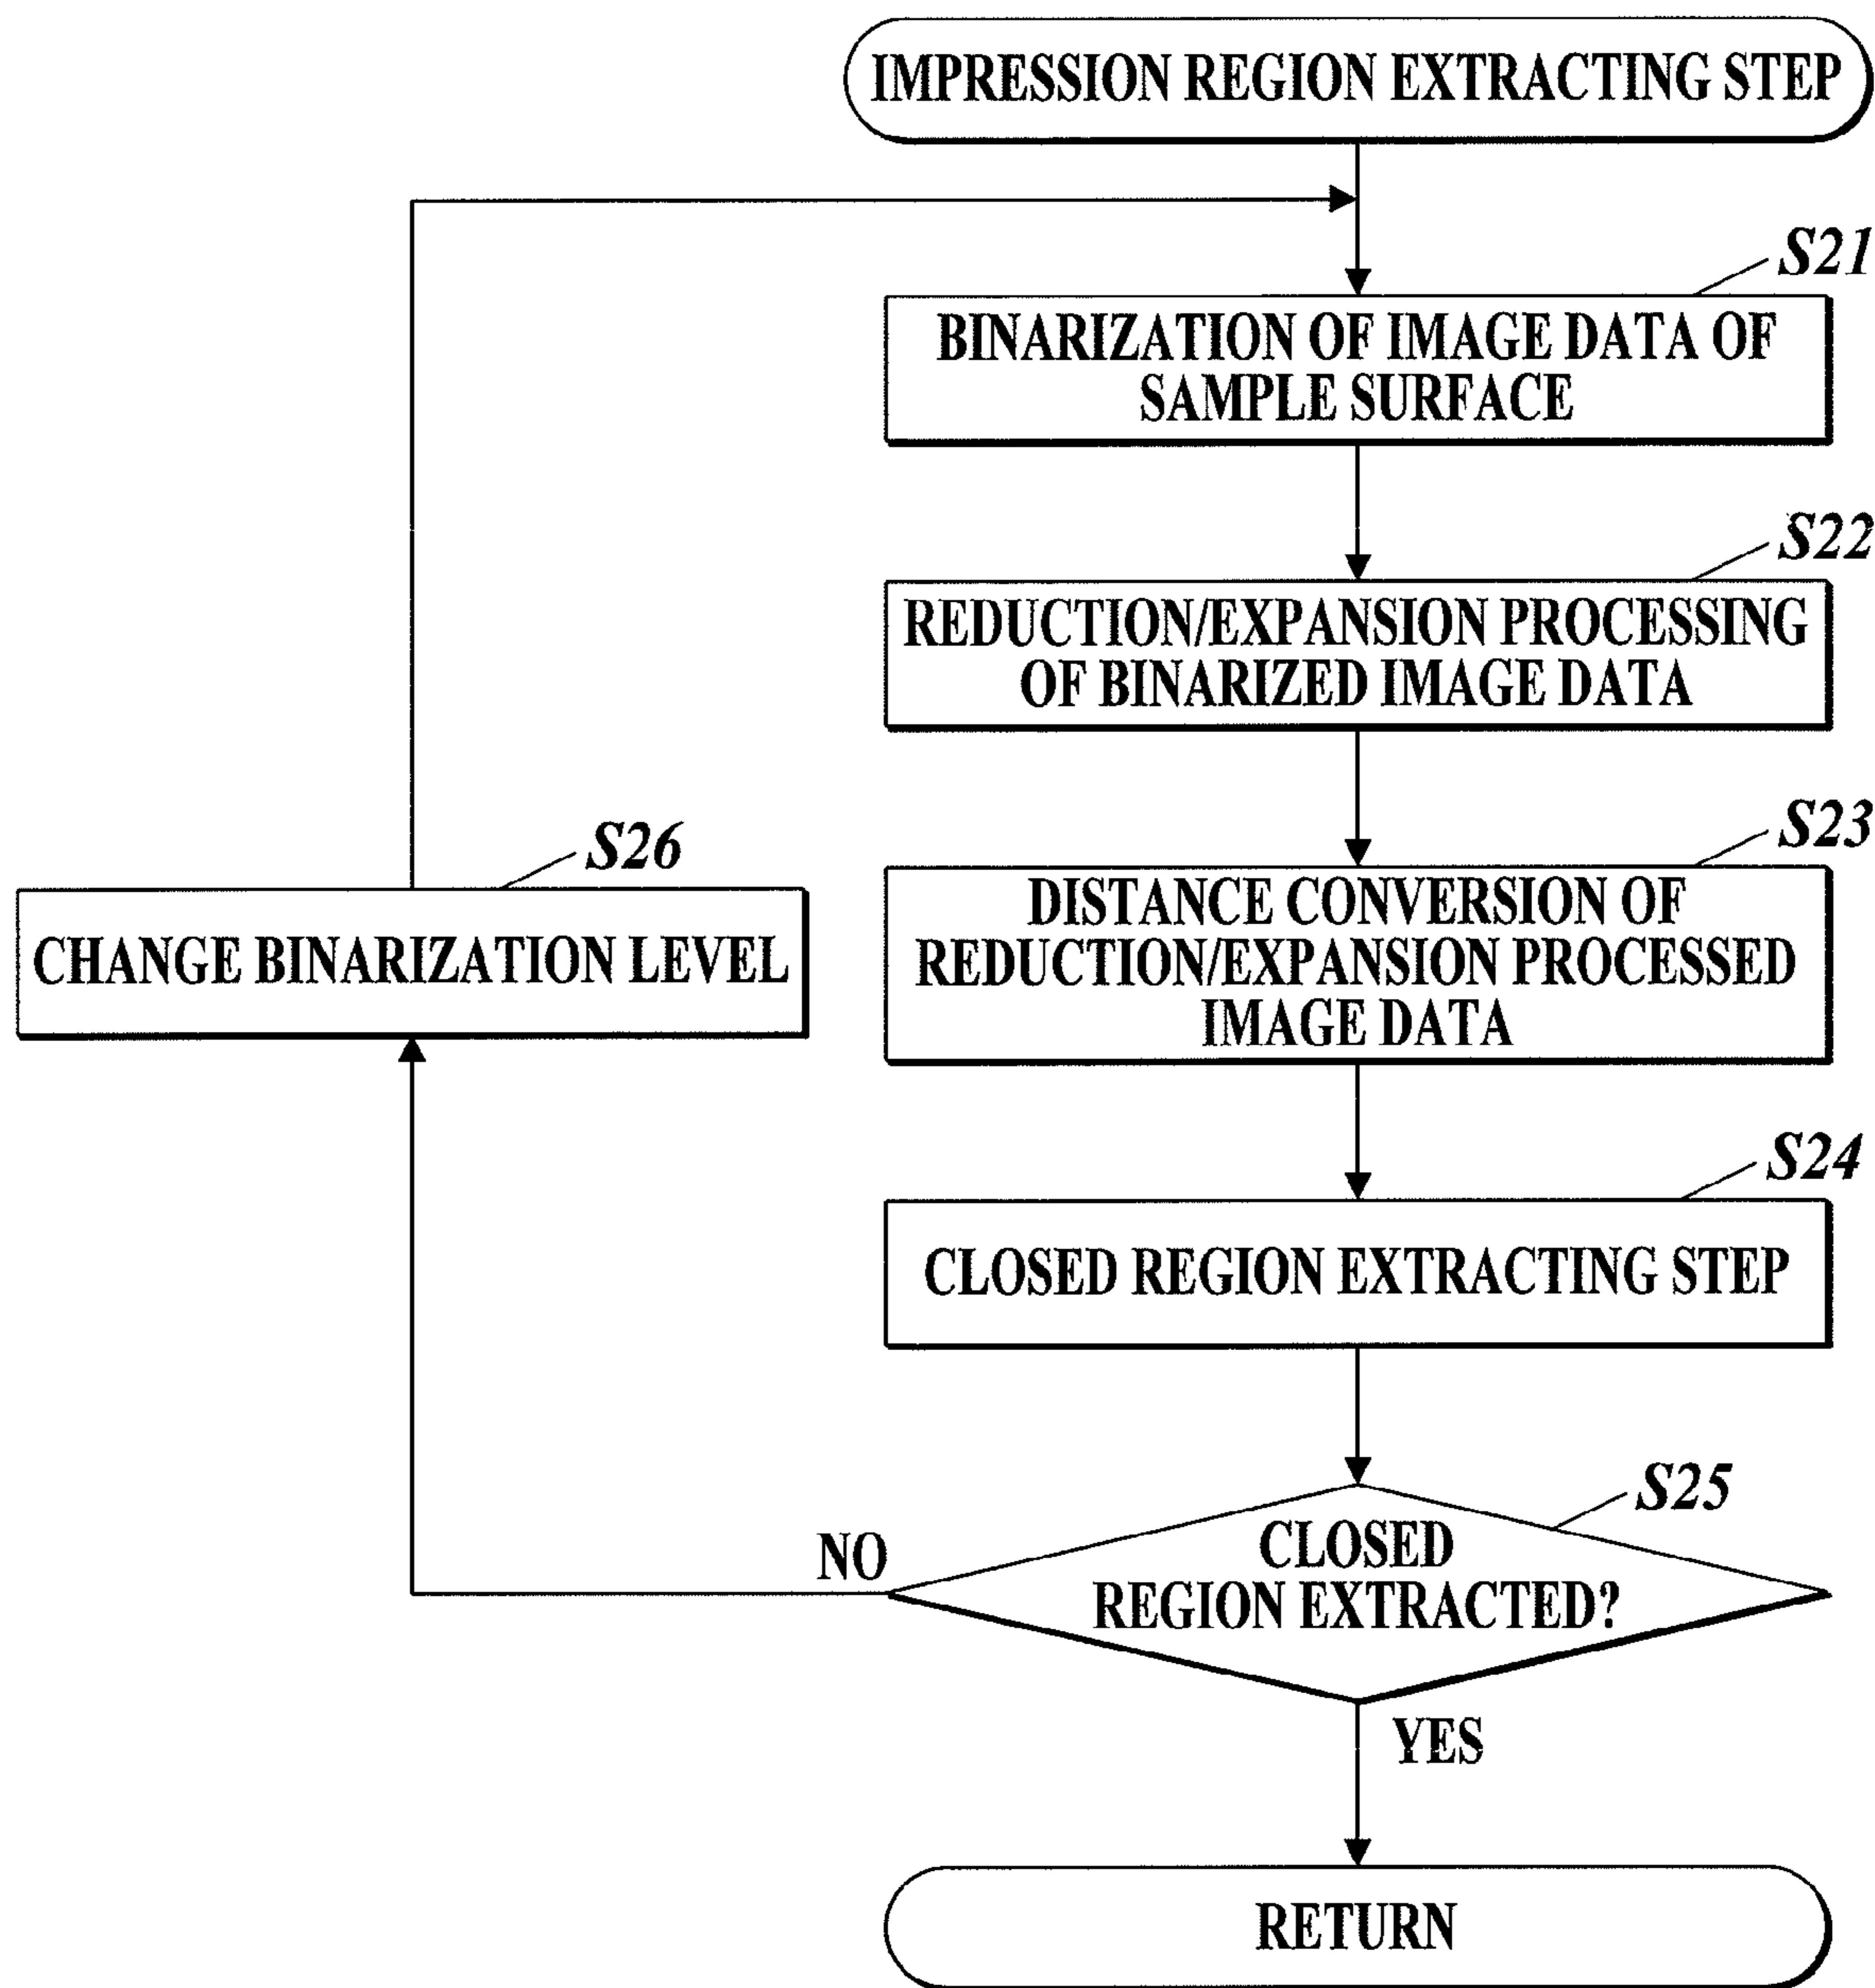 IMPRESSION REGION EXTRACTING STEP
S21
BINARIZATION OF IMAGE DATA OF
SAMPLE SURFACE
S22
REDUCTION/EXPANSION PROCESSING
OF BINARIZED IMAGE DATA
S23
DISTANCE CONVERSION OF
REDUCTION/EXPANSION PROCESSED
IMAGE DATA
S26
CHANGE BINARIZATION LEVEL
S24
CLOSED REGION EXTRACTING STEP
S25
CLOSED
REGION EXTRACTED?
NO
YES
RETURN